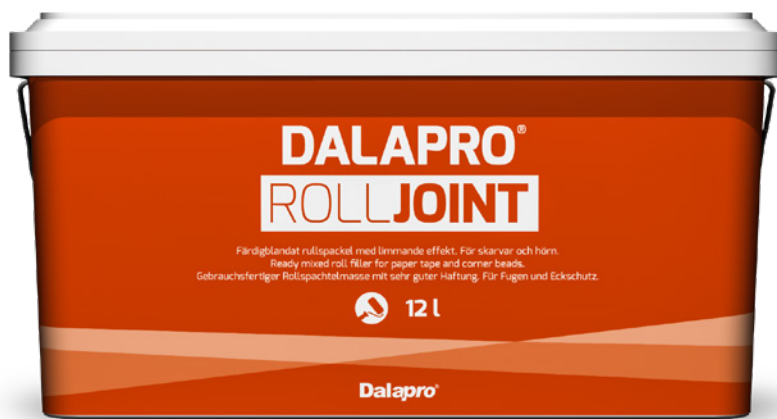 DALAPRO®
ROLLJOINT
Färdigblandat rullspackel med limmande effekt. För skarvar och hörn.
Ready mixed roll filler for paper tape and corner beads.
Gebrauchsfertiger Rollspachtelmasse mit sehr guter Haftung. Für Fugen und Eckschutz.
12 l
Dalapro®